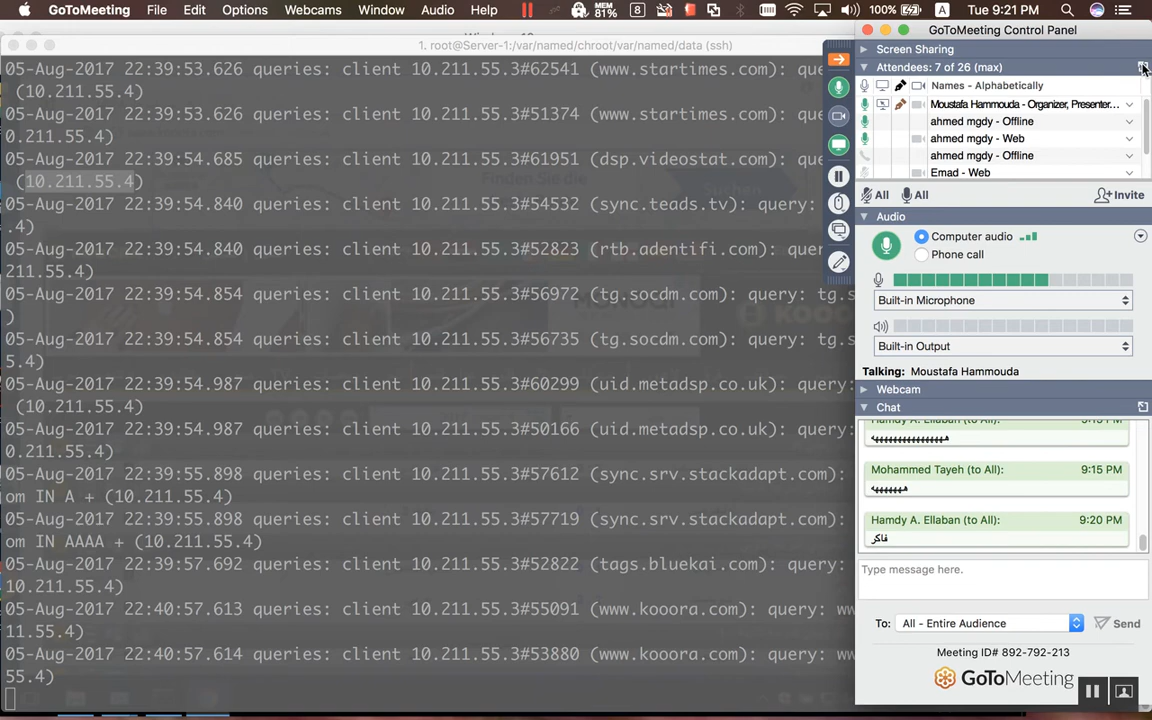 GoToMeeting File Edit Options Webcams Window Audio Help MEM 81% 8 100% A Tue 9:21 PM
1. root@Server-1:/var/named/chroot/var/named/data (ssh)
05-Aug-2017 22:39:53.626 queries: client 10.211.55.3#62541 (www.startimes.com): que
(10.211.55.4)
05-Aug-2017 22:39:53.626 queries: client 10.211.55.3#51374 (www.startimes.com): que
0.211.55.4)
05-Aug-2017 22:39:54.685 queries: client 10.211.55.3#61951 (dsp.videostat.com): que
(10.211.55.4)
05-Aug-2017 22:39:54.840 queries: client 10.211.55.3#54532 (sync.teads.tv): query:
.4)
05-Aug-2017 22:39:54.840 queries: client 10.211.55.3#52823 (rtb.adentifi.com): quer
211.55.4)
05-Aug-2017 22:39:54.854 queries: client 10.211.55.3#56972 (tg.socdm.com): query: tg.s
)
05-Aug-2017 22:39:54.854 queries: client 10.211.55.3#56735 (tg.socdm.com): query: tg.s
5.4)
05-Aug-2017 22:39:54.987 queries: client 10.211.55.3#60299 (uid.metadsp.co.uk): query:
(10.211.55.4)
05-Aug-2017 22:39:54.987 queries: client 10.211.55.3#50166 (uid.metadsp.co.uk): query:
0.211.55.4)
05-Aug-2017 22:39:55.898 queries: client 10.211.55.3#57612 (sync.srv.stackadapt.com):
om IN A + (10.211.55.4)
05-Aug-2017 22:39:55.898 queries: client 10.211.55.3#57719 (sync.srv.stackadapt.com):
om IN AAAA + (10.211.55.4)
05-Aug-2017 22:39:57.692 queries: client 10.211.55.3#52822 (tags.bluekai.com): query:
10.211.55.4)
05-Aug-2017 22:40:57.613 queries: client 10.211.55.3#55091 (www.kooora.com): query: ww
11.55.4)
05-Aug-2017 22:40:57.614 queries: client 10.211.55.3#53880 (www.kooora.com): query: ww
55.4)
GoToMeeting Control Panel
Screen Sharing
Attendees: 7 of 26 (max)
Names - Alphabetically
Moustafa Hammouda - Organizer, Presenter...
ahmed mgdy - Offline
ahmed mgdy - Web
ahmed mgdy - Offline
Emad - Web
All All Invite
Audio
Computer audio
Phone call
Built-in Microphone
Built-in Output
Talking: Moustafa Hammouda
Webcam
Chat
Hamdy A. Ellaban (to All): 9:15 PM
Mohammed Tayeh (to All): 9:15 PM
Hamdy A. Ellaban (to All): 9:20 PM
فاكر
Type message here.
To: All - Entire Audience Send
Meeting ID# 892-792-213
GoToMeeting